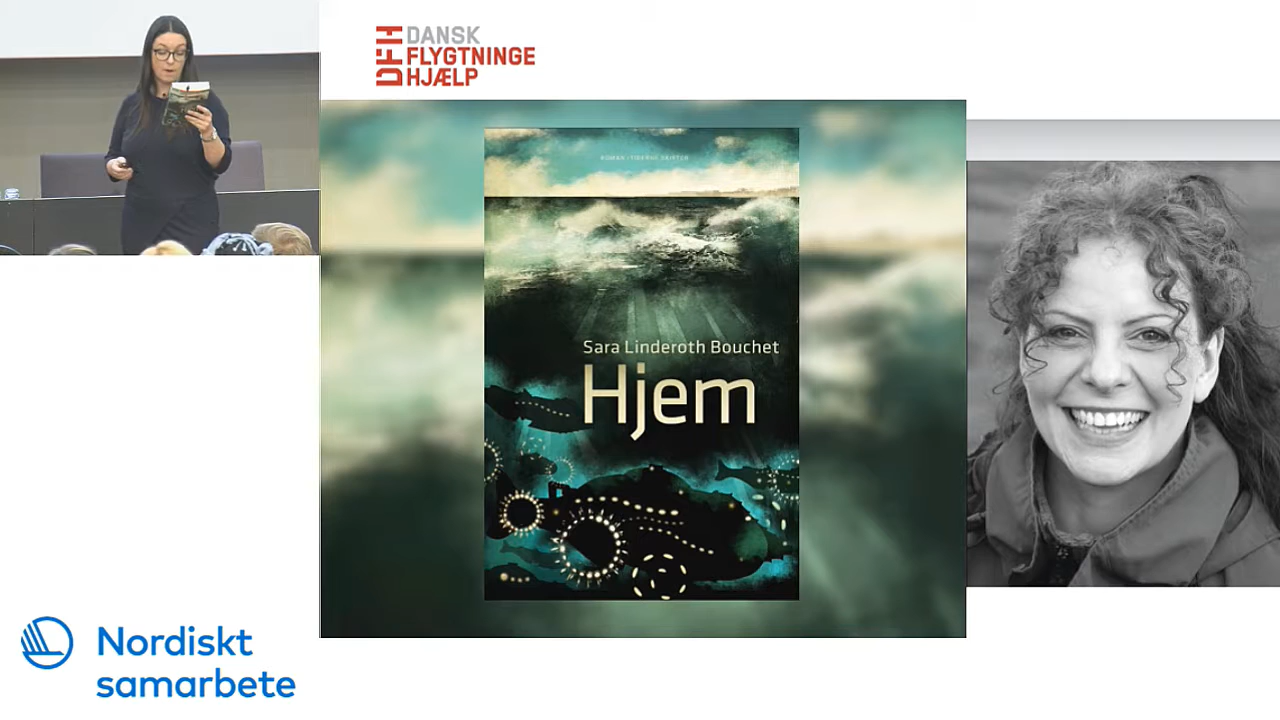 DFH
DANSK
FLYGTNINGE
HJÆLP
Sara Linderoth Bouchet
Hjem
Nordiskt
samarbete